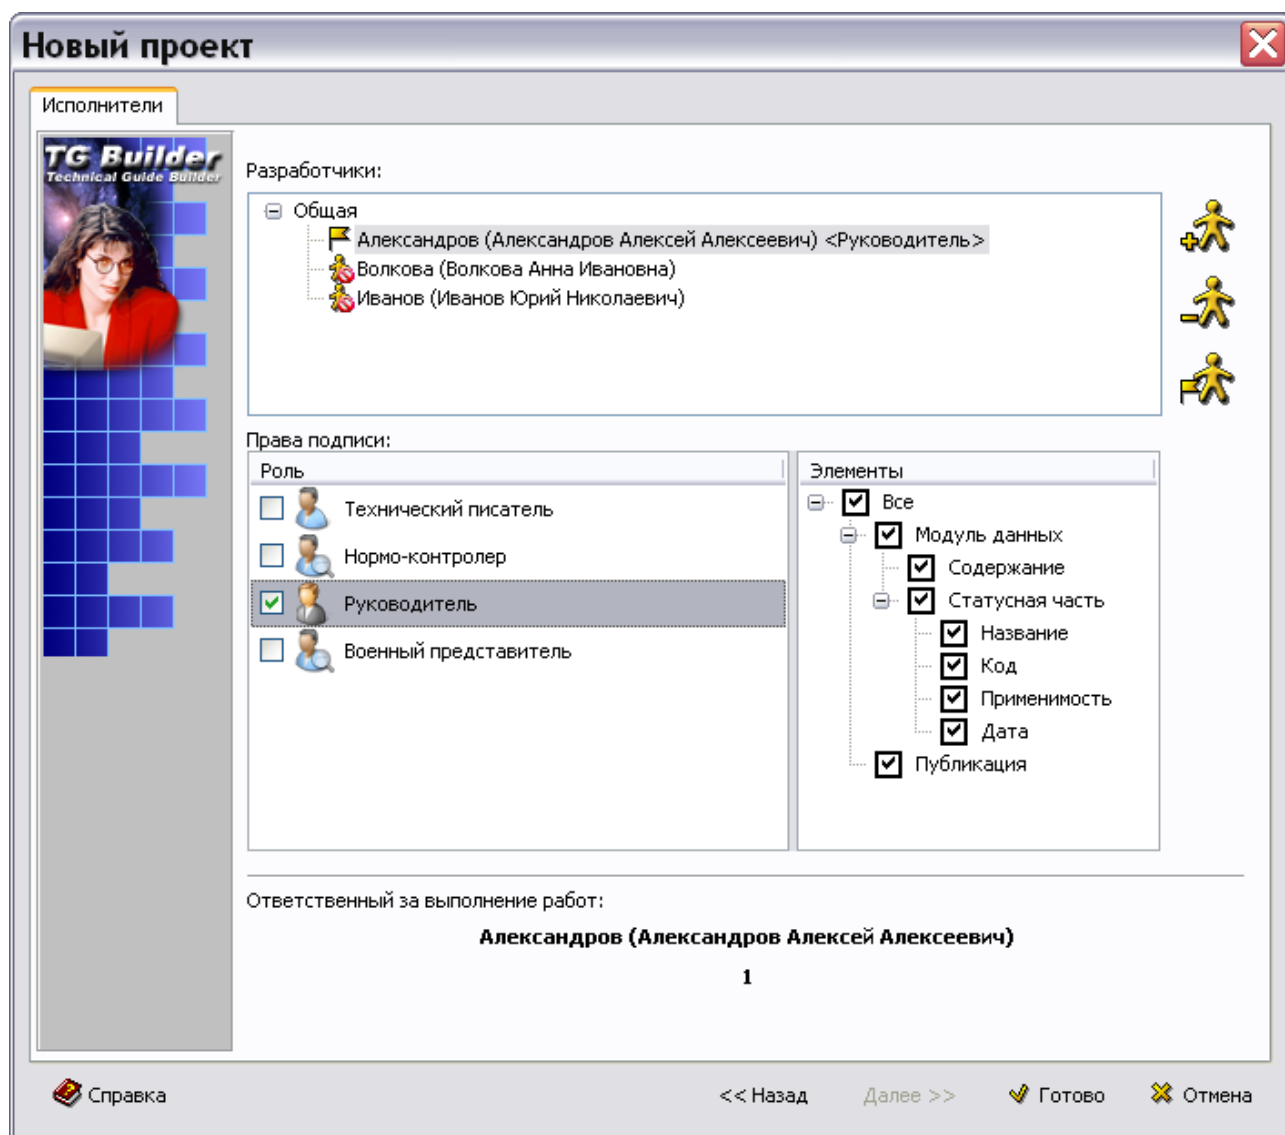 Новый проект
Исполнители
TG Builder
Technical Guide Builder
Разработчики:
Общая
Александров (Александров Алексей Алексеевич) <Руководитель>
Волкова (Волкова Анна Ивановна)
Иванов (Иванов Юрий Николаевич)
Права подписи:
Роль
Технический писатель
Нормо-контролер
Руководитель
Военный представитель
Элементы
Все
Модуль данных
Содержание
Статусная часть
Название
Код
Применимость
Дата
Публикация
Ответственный за выполнение работ:
Александров (Александров Алексей Алексеевич)
1
Справка
<< Назад
Далее >>
Готово
Отмена